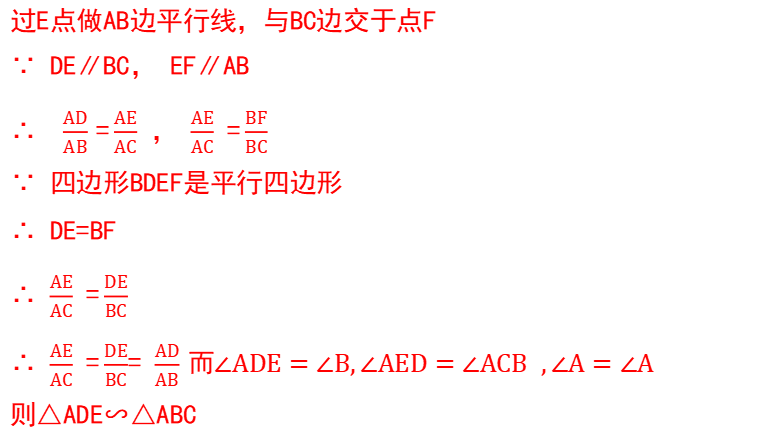 过E点做AB边平行线，与BC边交于点F
∵ DE∥BC， EF∥AB
∴ AD/AB = AE/AC ， AE/AC = BF/BC
∵ 四边形BDEF是平行四边形
∴ DE=BF
∴ AE/AC = DE/BC
∴ AE/AC = DE/BC = AD/AB 而∠ADE = ∠B,∠AED = ∠ACB ,∠A = ∠A
则△ADE∽△ABC